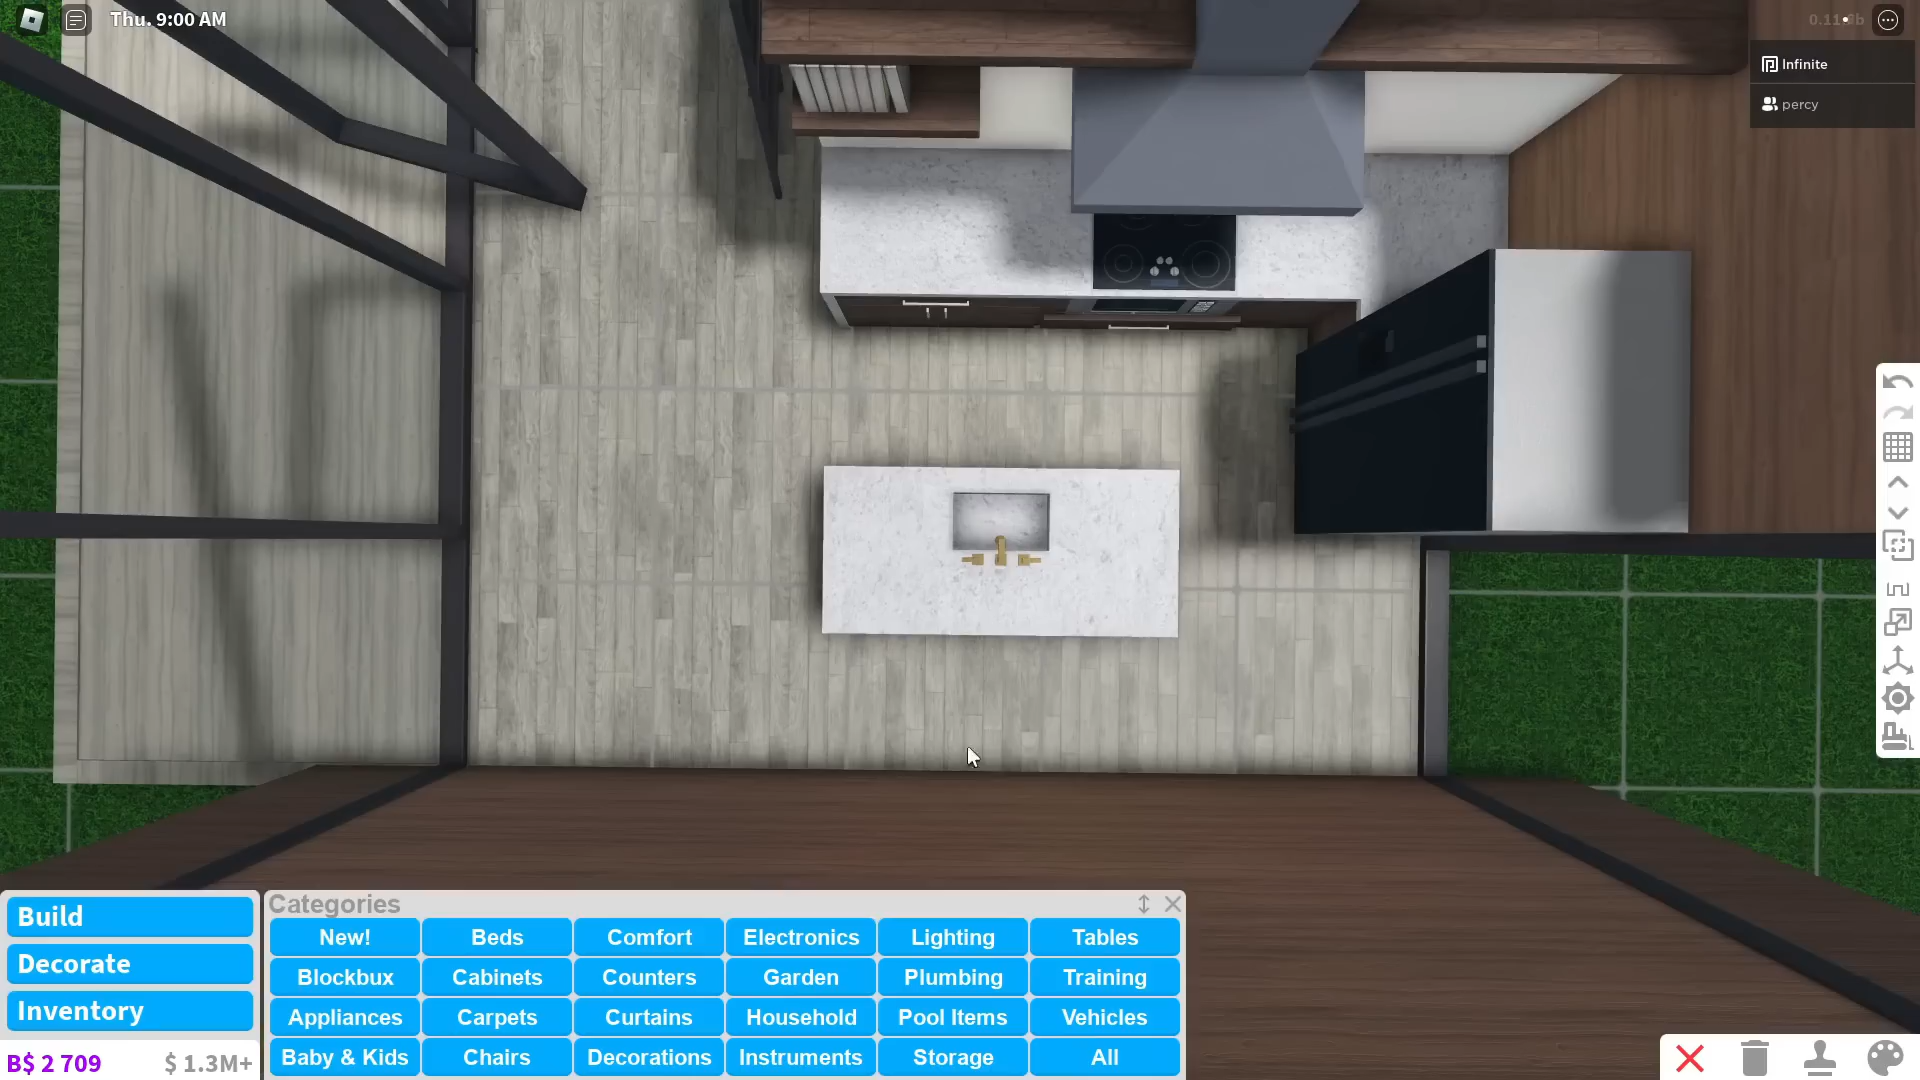 Thu. 9:00 AM
Infinite
percy
Build
Decorate
Inventory
B$ 2 709
$ 1.3M+
Categories
New! Beds Comfort Electronics Lighting Tables
Blockbux Cabinets Counters Garden Plumbing Training
Appliances Carpets Curtains Household Pool Items Vehicles
Baby & Kids Chairs Decorations Instruments Storage All